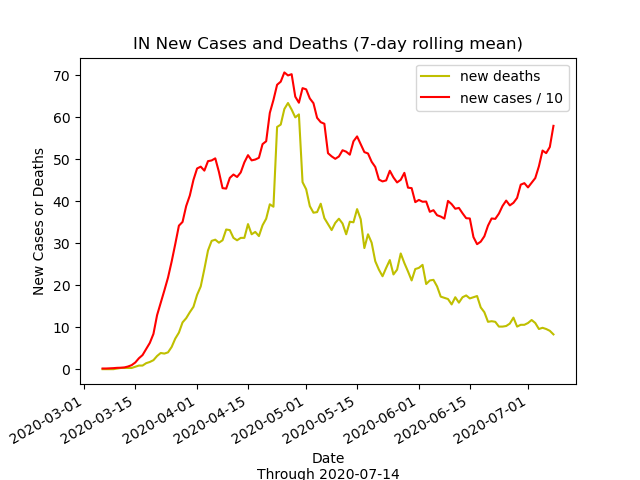 IN New Cases and Deaths (7-day rolling mean)
new deaths
new cases / 10
New Cases or Deaths
70
60
50
40
30
20
10
0
2020-03-01
2020-03-15
2020-04-01
2020-04-15
2020-05-01
2020-05-15
2020-06-01
2020-06-15
2020-07-01
Date
Through 2020-07-14